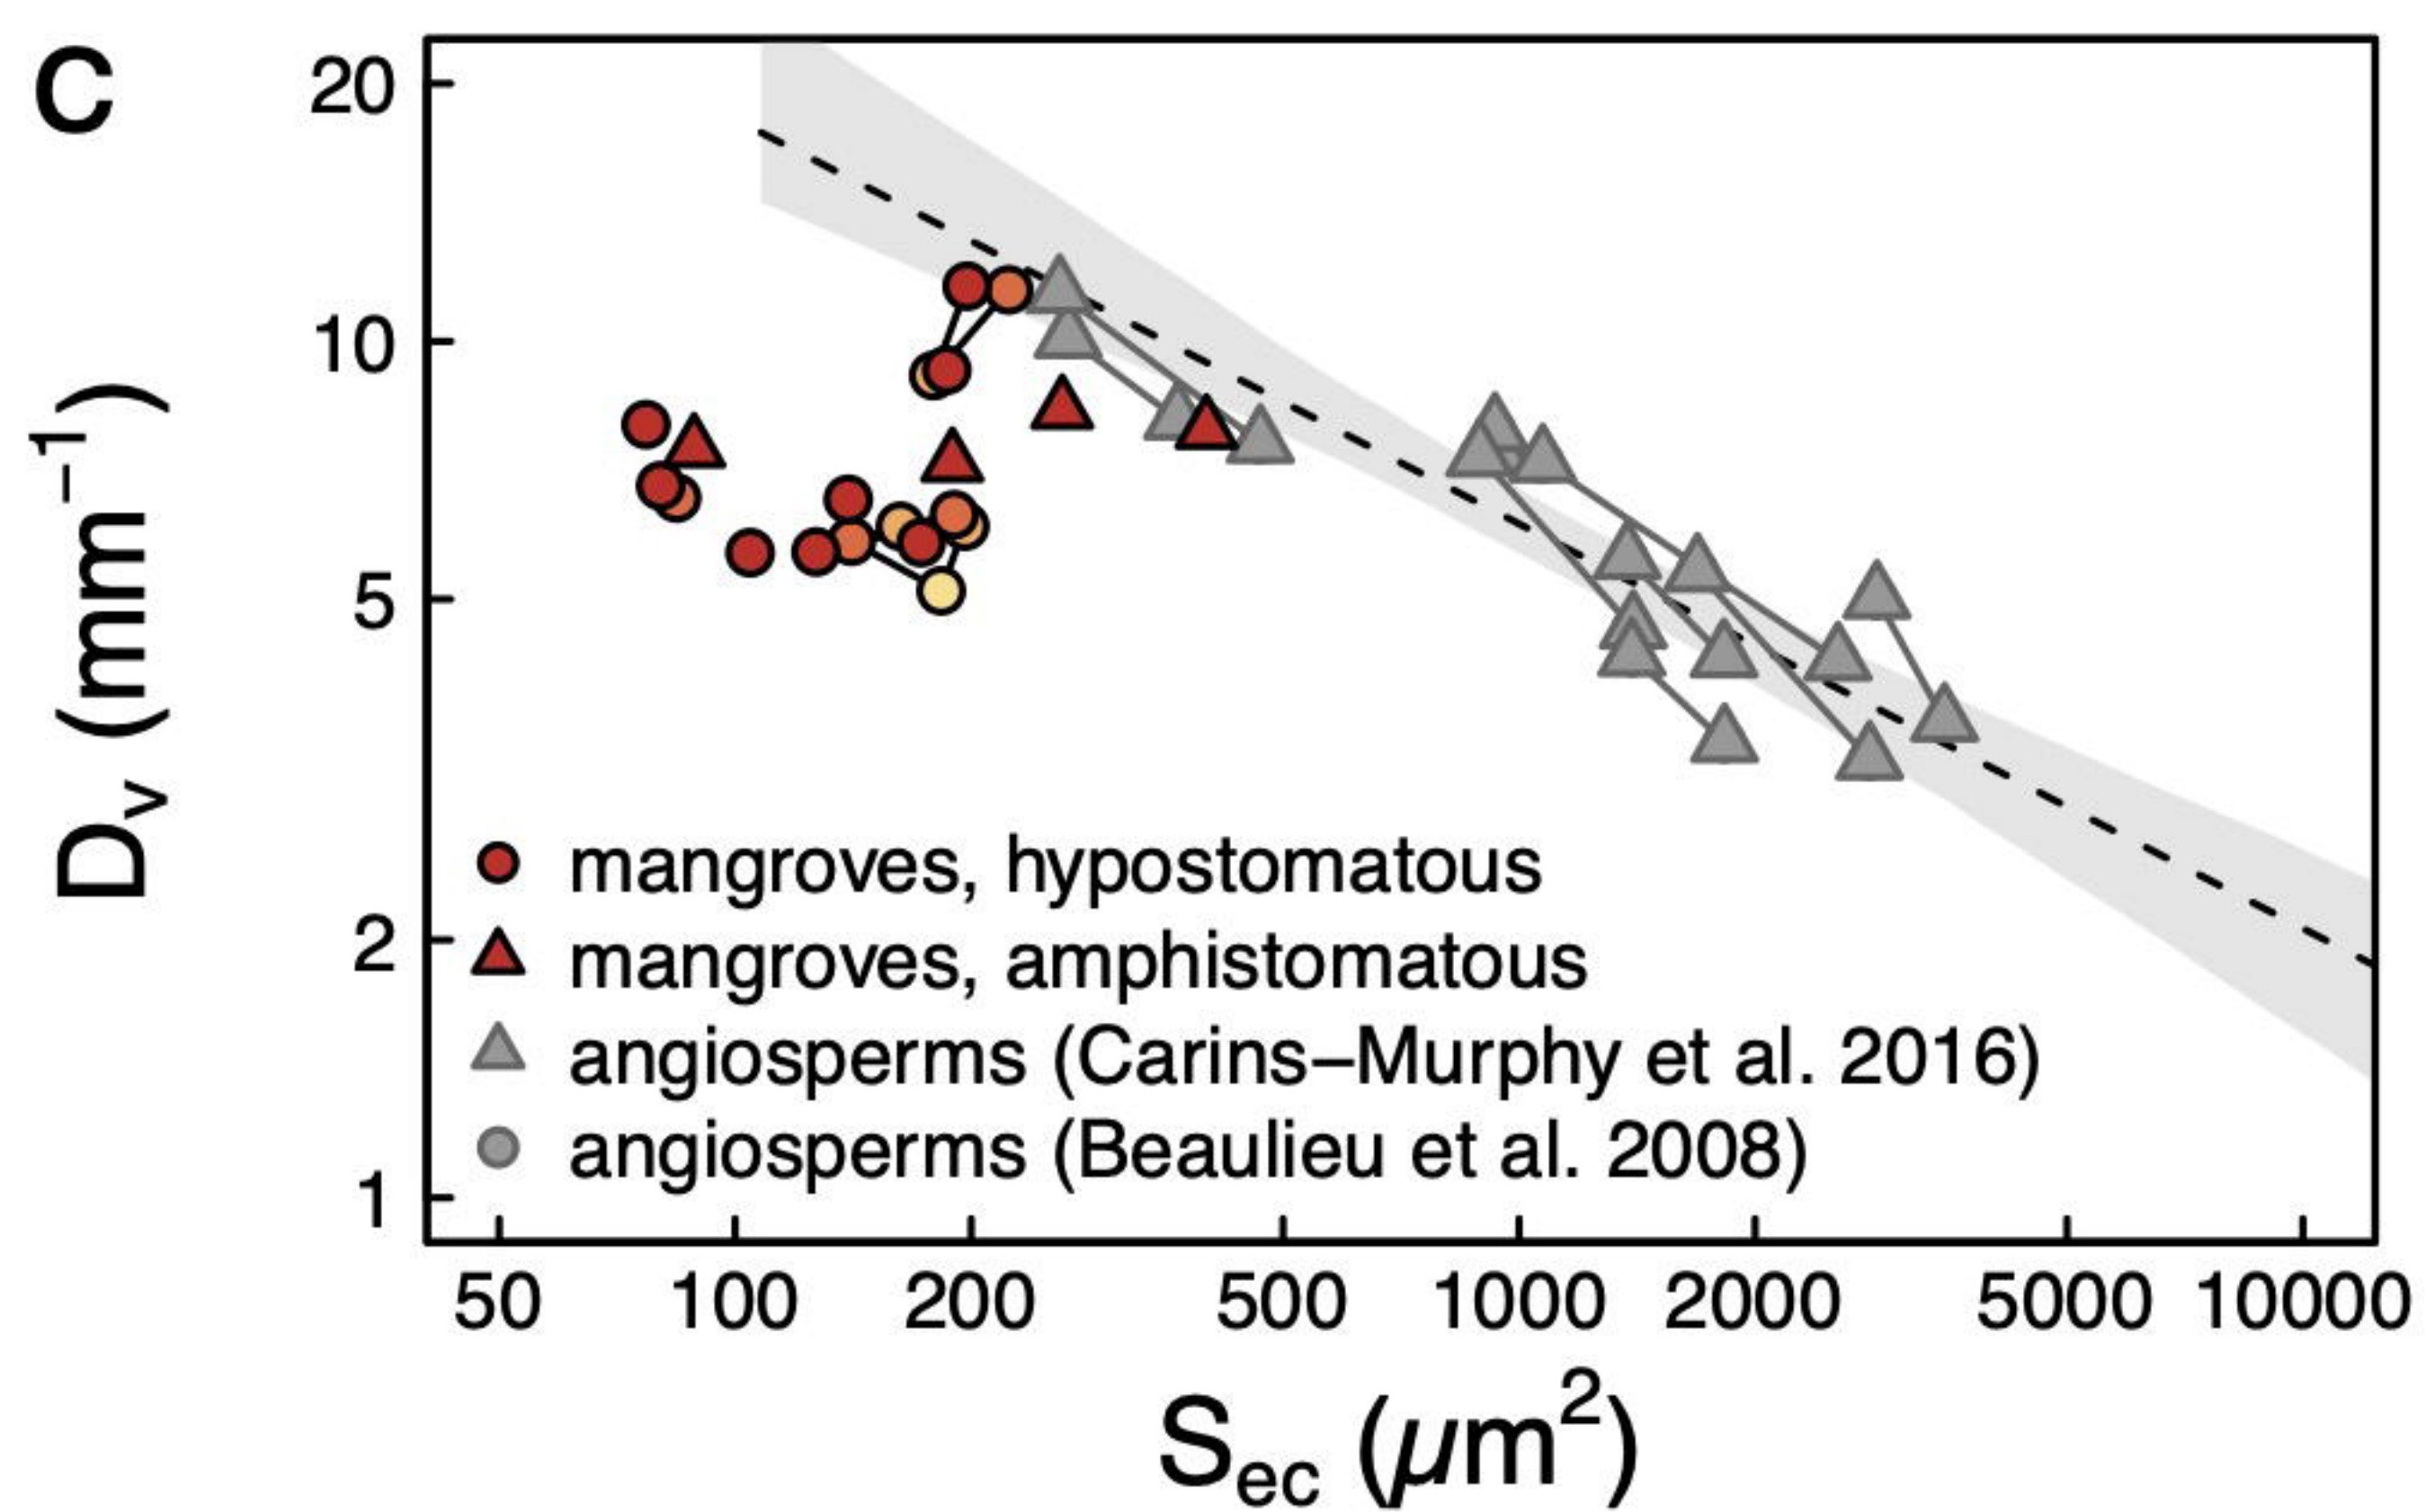 C
20
10
5
2
1
Dv (mm−1)
mangroves, hypostomatous
mangroves, amphistomatous
angiosperms (Carins−Murphy et al. 2016)
angiosperms (Beaulieu et al. 2008)
50 100 200 500 1000 2000 5000 10000
Sec (μm2)